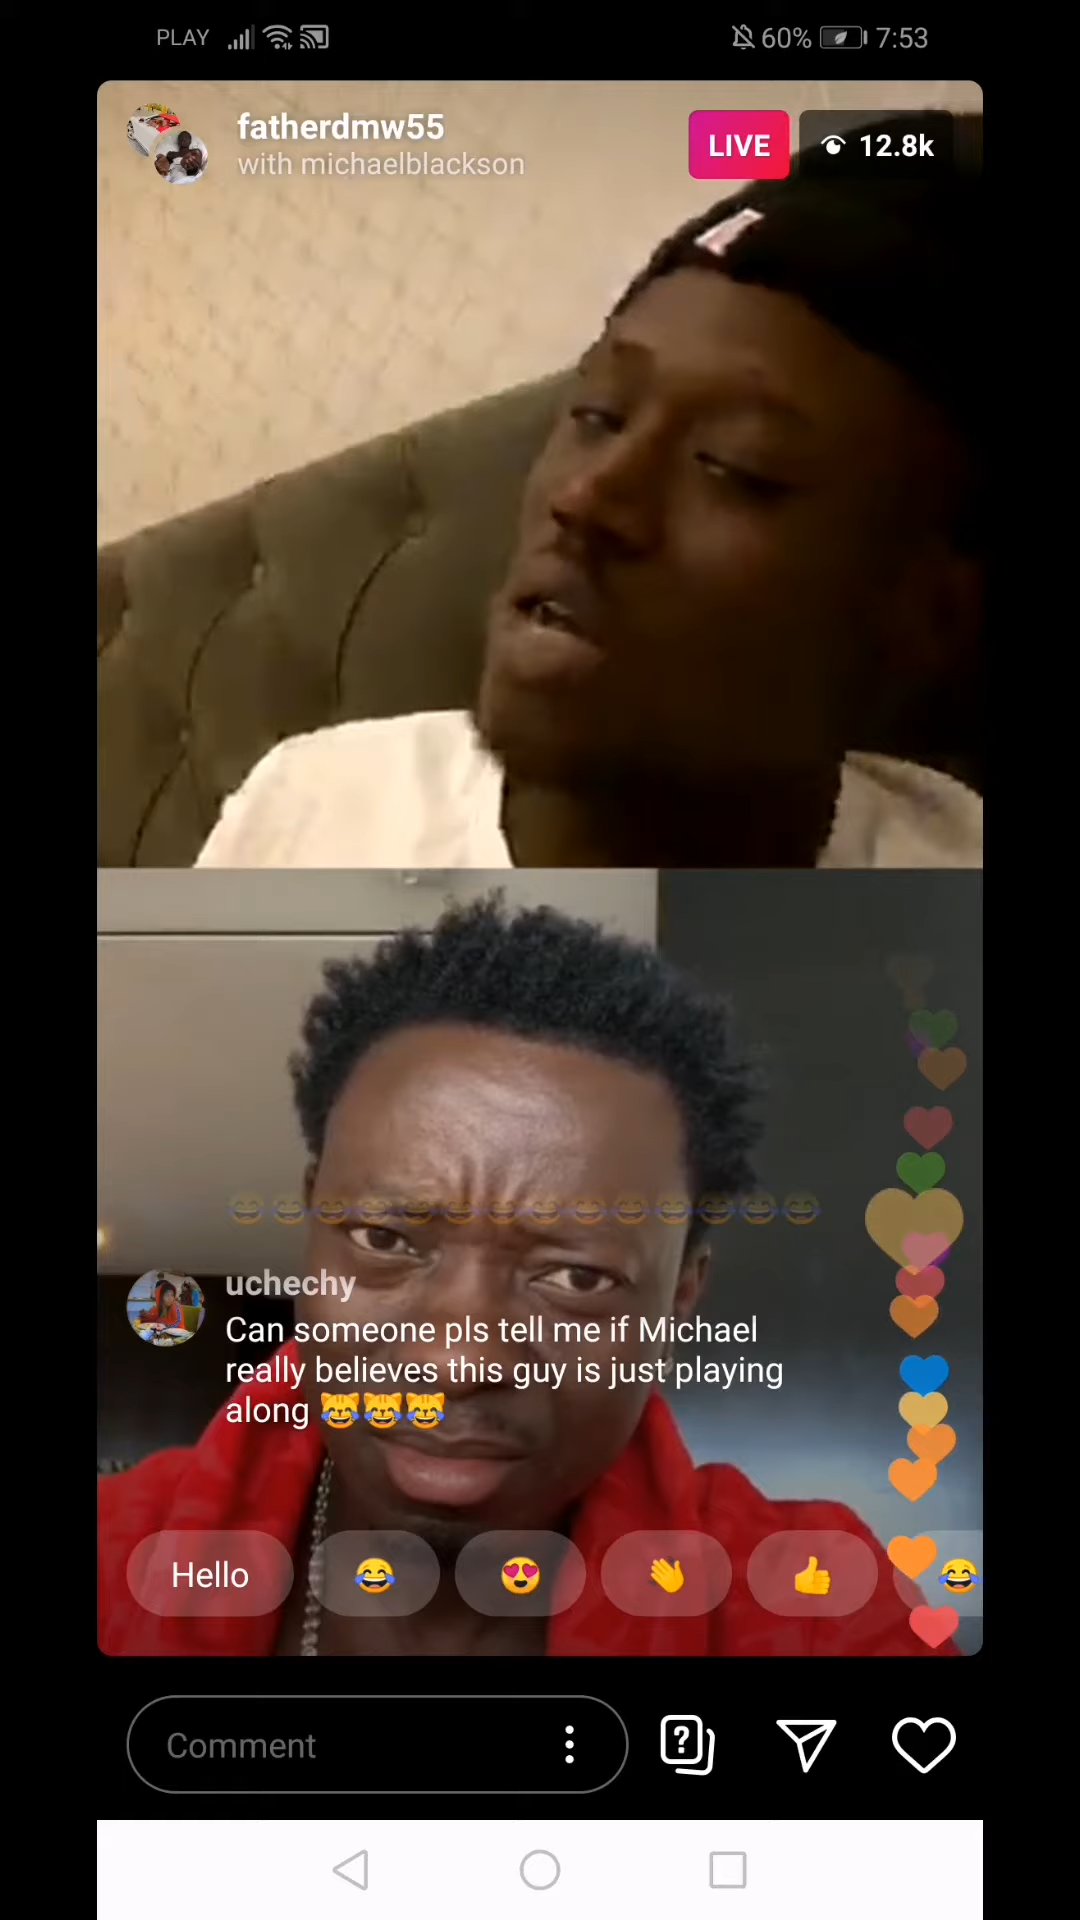 PLAY 60% 7:53
fatherdmw55
with michaelblackson
LIVE 12.8k
😂😂😂😂😂😂😂😂😂😂😂😂😂😂
uchechy
Can someone pls tell me if Michael
really believes this guy is just playing
along 😹😹😹
Hello 😂 😍 👏 👍 😂
Comment